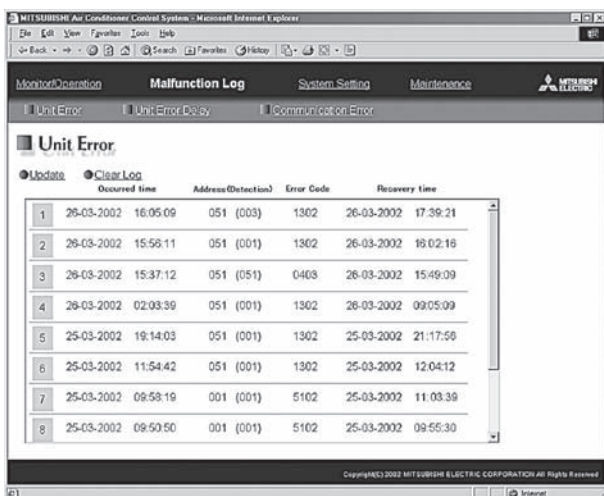 MITSUBISHI Air Conditioner Control System - Microsoft Internet Explorer
File Edit View Favorites Tools Help
Back Search Favorites History
Monitor/Operation Malfunction Log System Setting Maintenance MITSUBISHI ELECTRIC
Unit Error Unit Error Delay Communication Error
Unit Error
Update Clear Log
Occurred time Address(Detection) Error Code Recovery time
1 26-03-2002 16:05:09 051 (003) 1302 26-03-2002 17:39:21
2 26-03-2002 15:56:11 051 (001) 1302 26-03-2002 16:02:16
3 26-03-2002 15:37:12 051 (051) 0403 26-03-2002 15:49:09
4 26-03-2002 02:03:39 051 (001) 1302 26-03-2002 09:05:09
5 25-03-2002 19:14:03 051 (001) 1302 25-03-2002 21:17:56
6 25-03-2002 11:54:42 051 (001) 1302 25-03-2002 12:04:12
7 25-03-2002 09:58:19 001 (001) 5102 25-03-2002 11:03:39
8 25-03-2002 09:50:50 001 (001) 5102 25-03-2002 09:55:30
Copyright(C) 2002 MITSUBISHI ELECTRIC CORPORATION All Rights Reserved
Internet